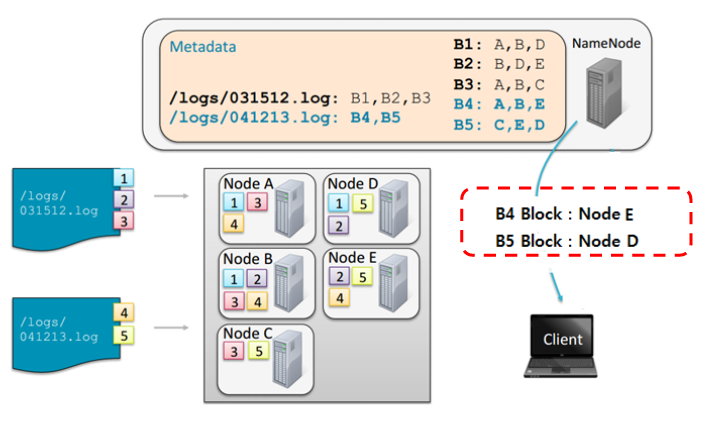 Metadata
B1: A,B,D
B2: B,D,E
B3: A,B,C
B4: A,B,E
B5: C,E,D
/logs/031512.log: B1,B2,B3
/logs/041213.log: B4,B5
NameNode
/logs/
031512.log
1
2
3
/logs/
041213.log
4
5
Node A
1 3
4
Node D
1 5
2
Node B
1 2
3 4
Node E
2 5
4
Node C
3 5
B4 Block : Node E
B5 Block : Node D
Client